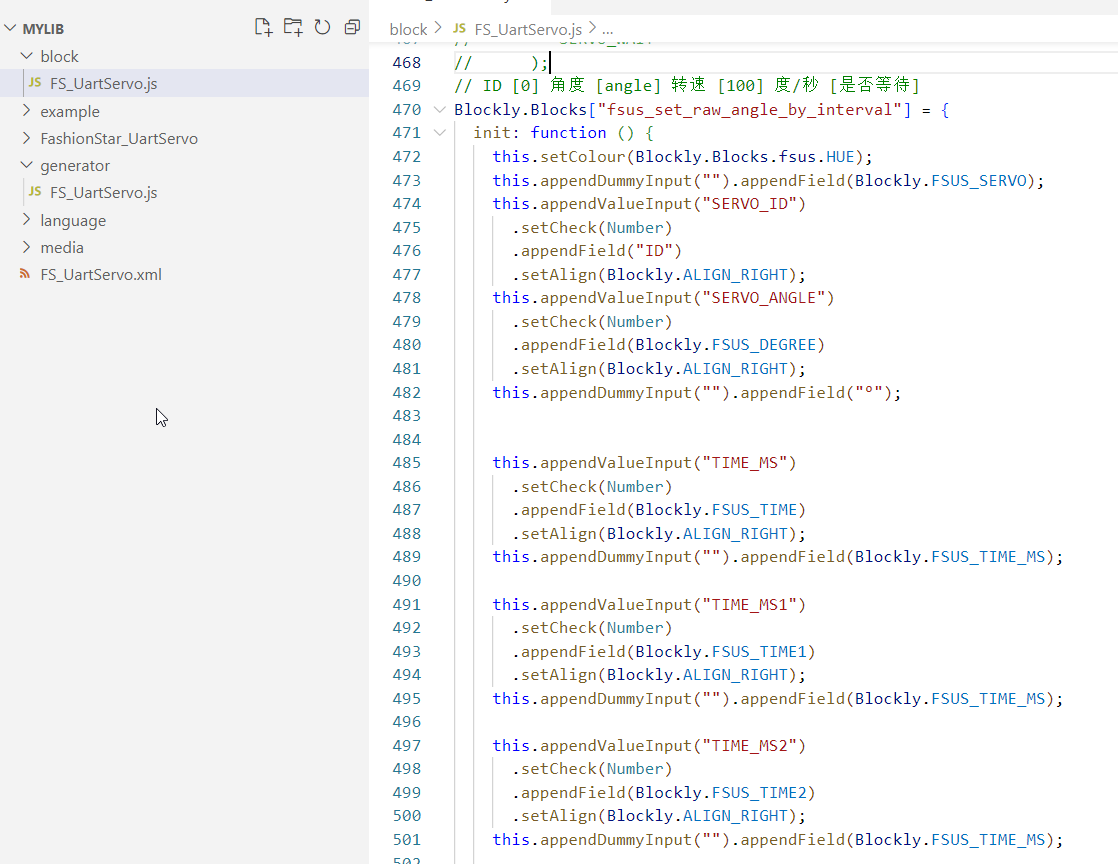 MYLIB
block
JS FS_UartServo.js
example
FashionStar_UartServo
generator
JS FS_UartServo.js
language
media
FS_UartServo.xml
block > JS FS_UartServo.js > ...
468 // );
469 // ID [0] 角度 [angle] 转速 [100] 度/秒 [是否等待]
470 Blockly.Blocks["fsus_set_raw_angle_by_interval"] = {
471 init: function () {
472 this.setColour(Blockly.Blocks.fsus.HUE);
473 this.appendDummyInput("").appendField(Blockly.FSUS_SERVO);
474 this.appendValueInput("SERVO_ID")
475 .setCheck(Number)
476 .appendField("ID")
477 .setAlign(Blockly.ALIGN_RIGHT);
478 this.appendValueInput("SERVO_ANGLE")
479 .setCheck(Number)
480 .appendField(Blockly.FSUS_DEGREE)
481 .setAlign(Blockly.ALIGN_RIGHT);
482 this.appendDummyInput("").appendField("°");
483
484
485 this.appendValueInput("TIME_MS")
486 .setCheck(Number)
487 .appendField(Blockly.FSUS_TIME)
488 .setAlign(Blockly.ALIGN_RIGHT);
489 this.appendDummyInput("").appendField(Blockly.FSUS_TIME_MS);
490
491 this.appendValueInput("TIME_MS1")
492 .setCheck(Number)
493 .appendField(Blockly.FSUS_TIME1)
494 .setAlign(Blockly.ALIGN_RIGHT);
495 this.appendDummyInput("").appendField(Blockly.FSUS_TIME_MS);
496
497 this.appendValueInput("TIME_MS2")
498 .setCheck(Number)
499 .appendField(Blockly.FSUS_TIME2)
500 .setAlign(Blockly.ALIGN_RIGHT);
501 this.appendDummyInput("").appendField(Blockly.FSUS_TIME_MS);